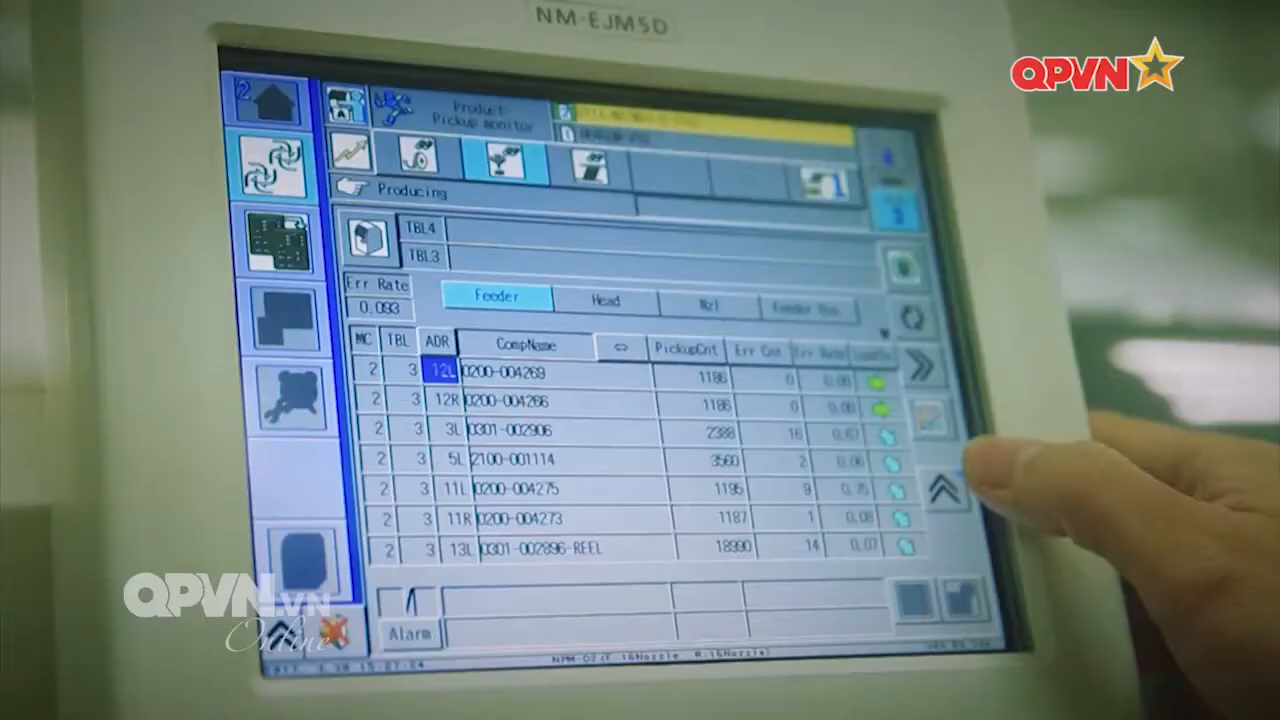 NM-EJM5D
QPVN
2
Product
Pickup monitor
2
1
1
Producing
TBL4
TBL3
Err Rate
0.093
Feeder Head Nzl Feeder
MC TBL ADR CompName ⇔ PickupCnt Err Cnt Err Rate
2 3 12L 0200-004269 1186 0 0.00
2 3 12R 0200-004266 1186 0 0.00
2 3 3L 0301-002906 2388 16 0.67
2 3 5L 2100-001114 3560 2 0.06
2 3 11L 0200-004275 1195 9 0.75
2 3 11R 0200-004273 1187 1 0.08
2 3 13L 0301-002896-REEL 18990 14 0.07
QPVN.VN
Online
Alarm